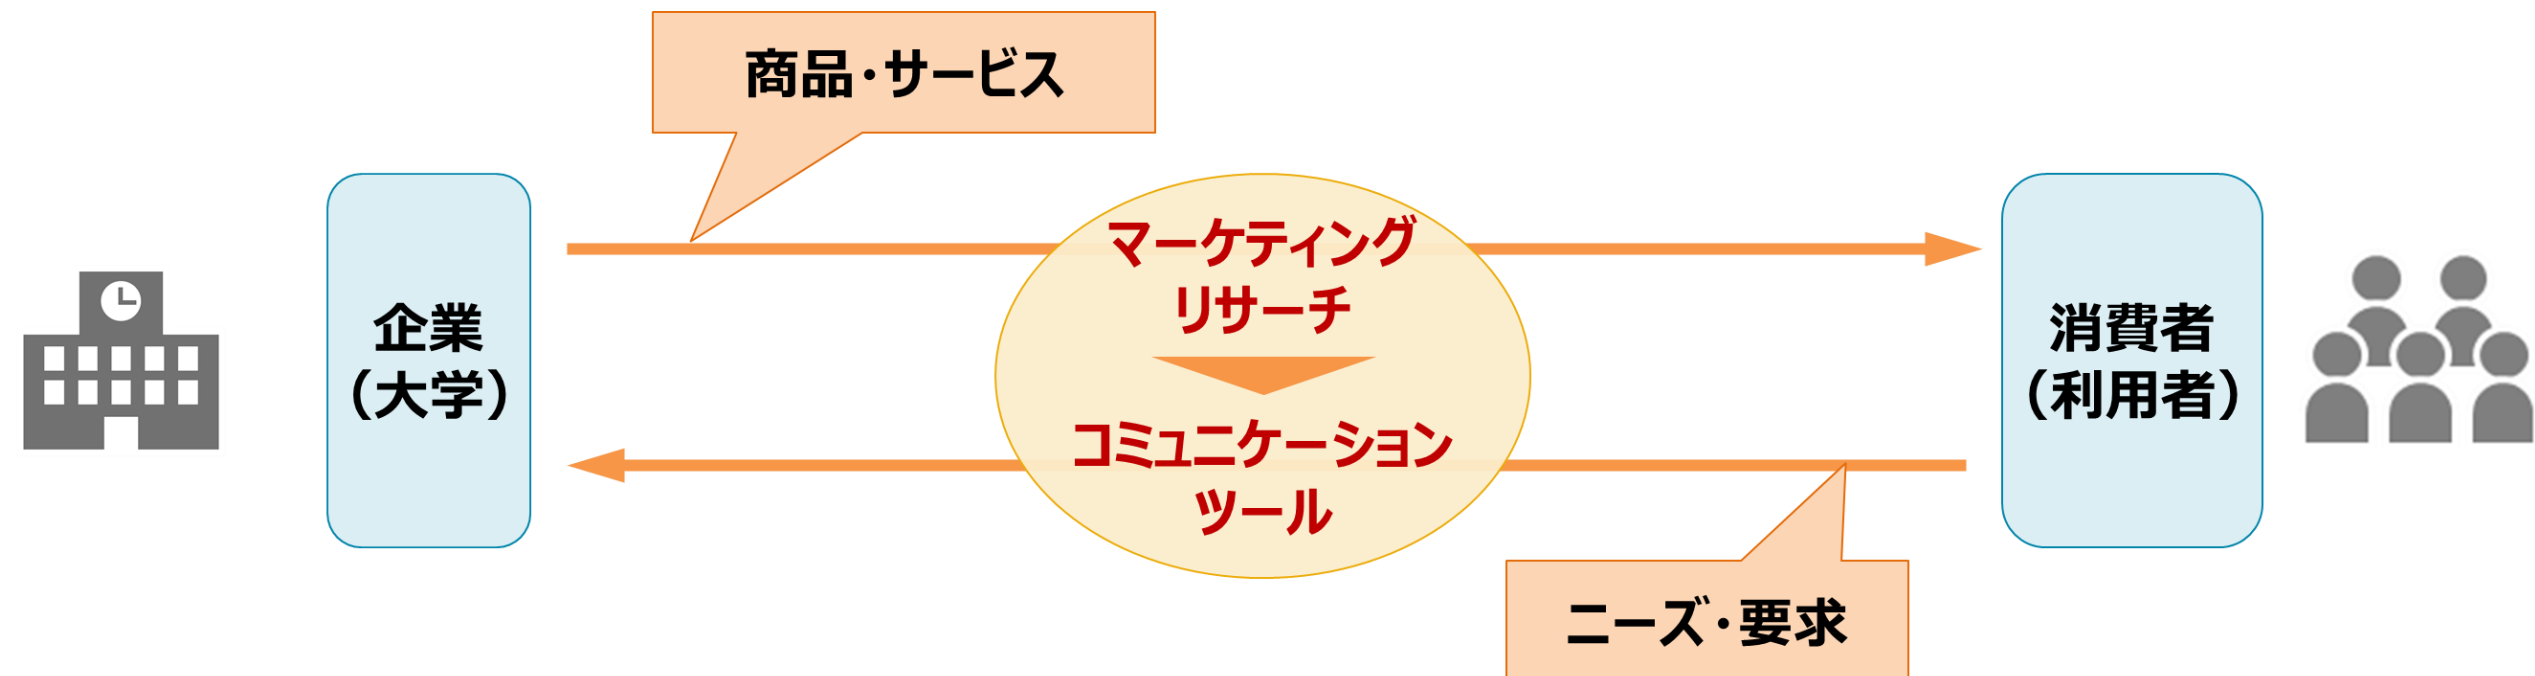 商品・サービス
企業
（大学）
マーケティング
リサーチ
コミュニケーション
ツール
消費者
（利用者）
ニーズ・要求